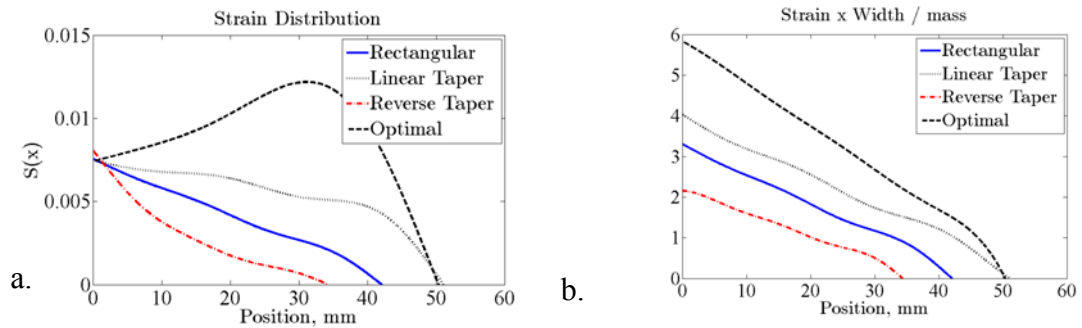 Strain Distribution
0.015
0.01
0.005
0
S(x)
0 10 20 30 40 50 60
Position, mm
Rectangular
Linear Taper
Reverse Taper
Optimal
a.
Strain x Width / mass
6
5
4
3
2
1
0
0 10 20 30 40 50 60
Position, mm
Rectangular
Linear Taper
Reverse Taper
Optimal
b.